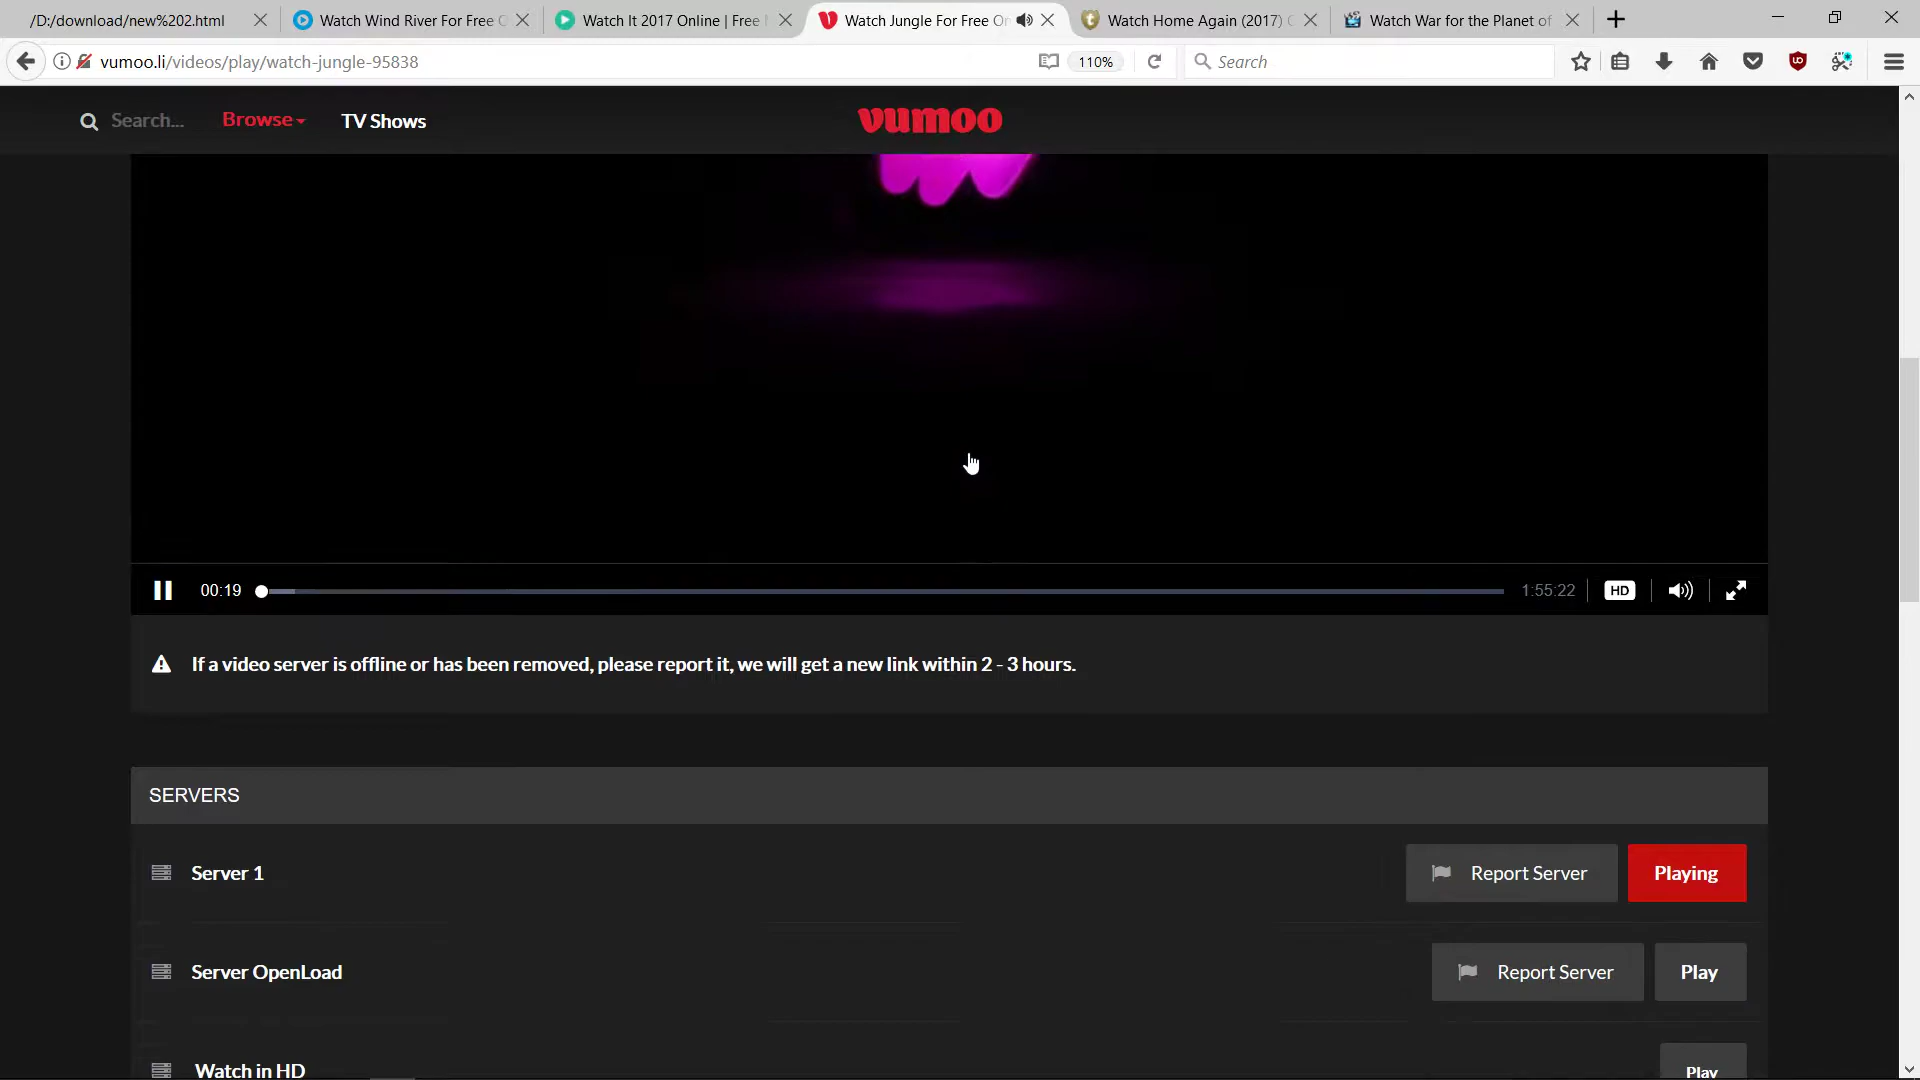 /D:/download/new%202.html
Watch Wind River For Free O
Watch It 2017 Online | Free
Watch Jungle For Free On
Watch Home Again (2017) O
Watch War for the Planet of
vumoo.li/videos/play/watch-jungle-95838
110%
Search
Search...
Browse
TV Shows
vumoo
00:19
1:55:22
HD
If a video server is offline or has been removed, please report it, we will get a new link within 2 - 3 hours.
SERVERS
Server 1
Report Server
Playing
Server OpenLoad
Report Server
Play
Watch in HD
Play